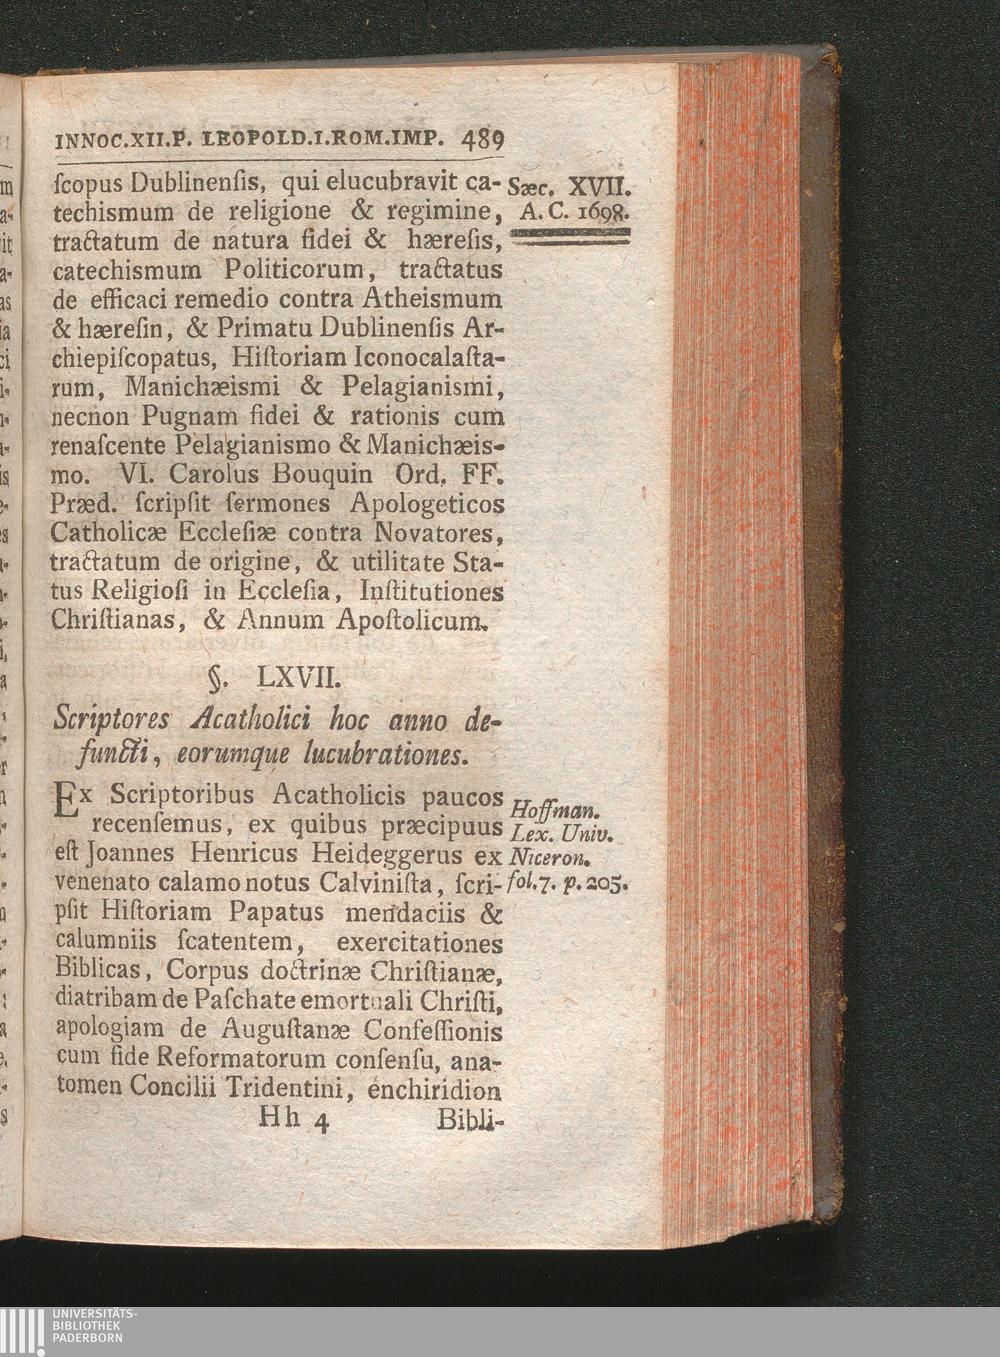 INNOC.XII.P. LEOPOLD.I.ROM.IMP. 489
ſcopus Dublinenſis, qui elucubravit ca-
techismum de religione & regimine,
tractatum de natura fidei & hæreſis,
catechismum Politicorum, tractatus
de efficaci remedio contra Atheismum
& hæreſin, & Primatu Dublinenſis Ar-
chiepiſcopatus, Hiſtoriam Iconocalaſta-
rum, Manichæismi & Pelagianismi,
necnon Pugnam fidei & rationis cum
renaſcente Pelagianismo & Manichæis-
mo. VI. Carolus Bouquin Ord. FF.
Præd. ſcripſit ſermones Apologeticos
Catholicæ Eccleſiæ contra Novatores,
tractatum de origine, & utilitate Sta-
tus Religioſi in Eccleſia, Inſtitutiones
Chriſtianas, & Annum Apoſtolicum.
Sæc. XVII.
A. C. 1698.
§. LXVII.
Scriptores Acatholici hoc anno de-
functi, eorumque lucubrationes.
Ex Scriptoribus Acatholicis paucos
recenſemus, ex quibus præcipuus
eſt Joannes Henricus Heideggerus ex
venenato calamo notus Calviniſta, ſcri-
pſit Hiſtoriam Papatus mendaciis &
calumniis ſcatentem, exercitationes
Biblicas, Corpus doctrinæ Chriſtianæ,
diatribam de Paſchate emortuali Chriſti,
apologiam de Auguſtanæ Confeſſionis
cum fide Reformatorum conſenſu, ana-
tomen Concilii Tridentini, enchiridion
Hoffman.
Lex. Univ.
Niceron.
fol. 7. p. 205.
Hh 4 Bibli-
UNIVERSITÄTS-
BIBLIOTHEK
PADERBORN